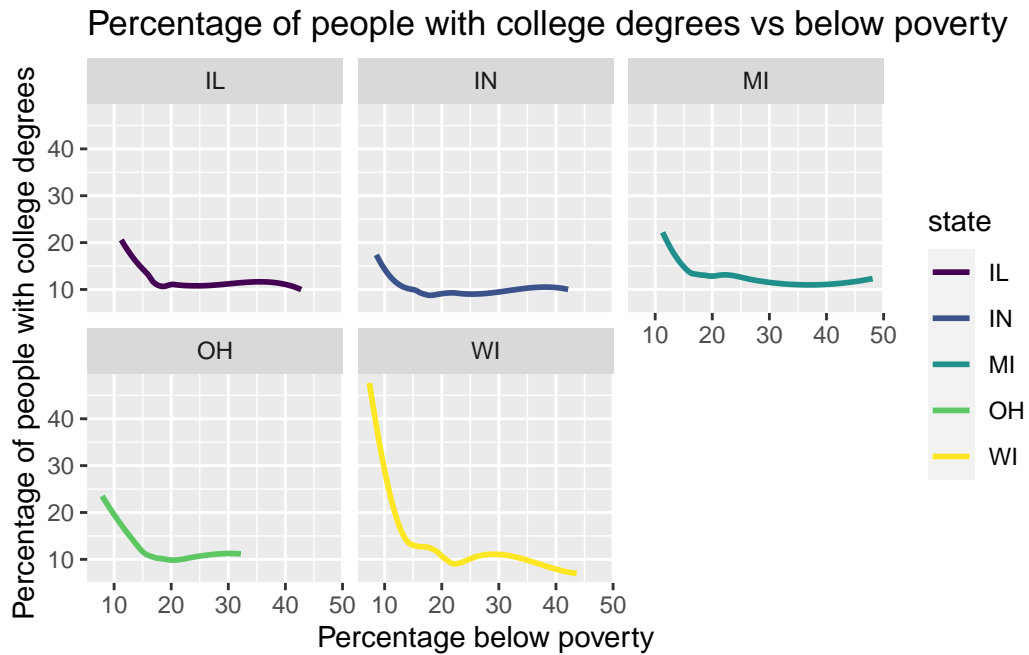 Percentage of people with college degrees vs below poverty
IL
IN
MI
40
30
20
10
10 20 30 40 50
OH
WI
40
30
20
10
10 20 30 40 50
10 20 30 40 50
Percentage of people with college degrees
Percentage below poverty
state
IL
IN
MI
OH
WI